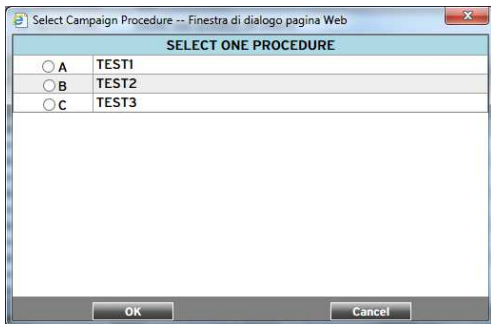 Select Campaign Procedure -- Finestra di dialogo pagina Web
SELECT ONE PROCEDURE
A TEST1
B TEST2
C TEST3
OK Cancel